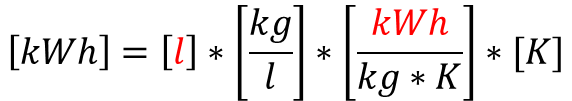 [kWh] = [l] * [kg/l] * [kWh/kg * K] * [K]